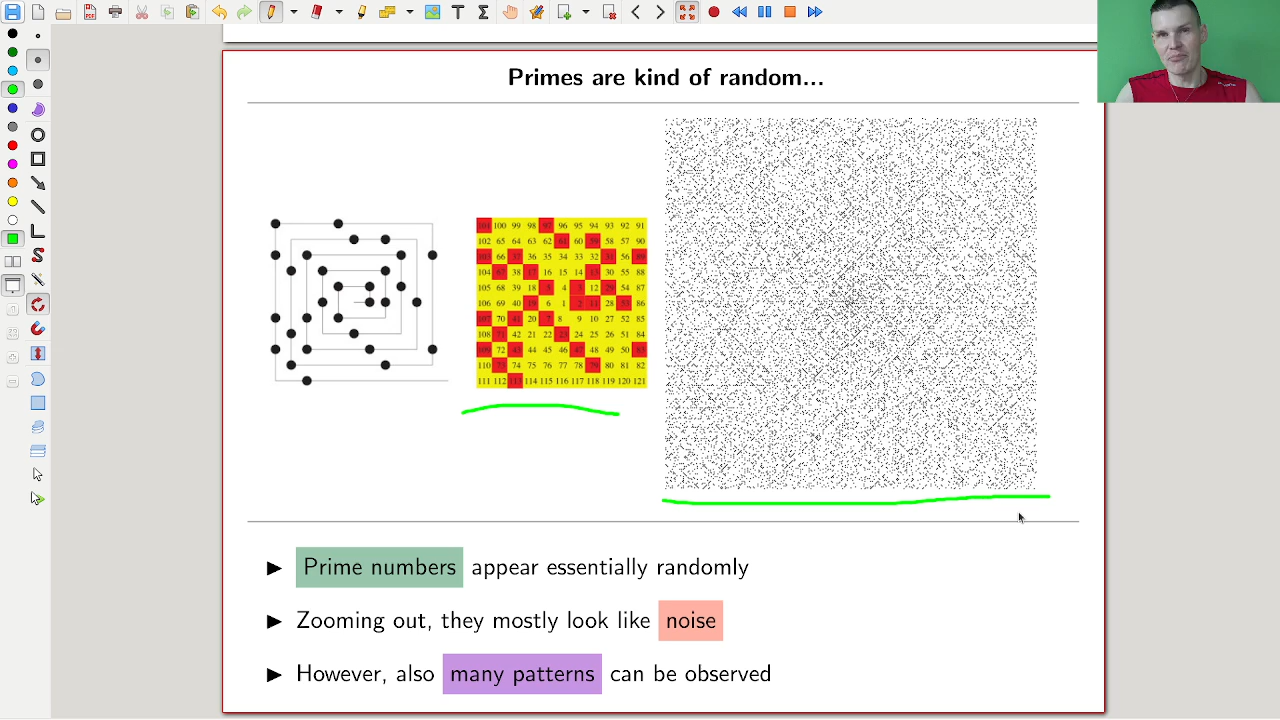 Primes are kind of random...
101 100 99 98 97 96 95 94 93 92 91
102 65 64 63 62 61 60 59 58 57 90
103 66 37 36 35 34 33 32 31 56 89
104 67 38 17 16 15 14 13 30 55 88
105 68 39 18 5 4 3 12 29 54 87
106 69 40 19 6 1 2 11 28 53 86
107 70 41 20 7 8 9 10 27 52 85
108 71 42 21 22 23 24 25 26 51 84
109 72 43 44 45 46 47 48 49 50 83
110 73 74 75 76 77 78 79 80 81 82
111 112 113 114 115 116 117 118 119 120 121
▶ Prime numbers appear essentially randomly
▶ Zooming out, they mostly look like noise
▶ However, also many patterns can be observed